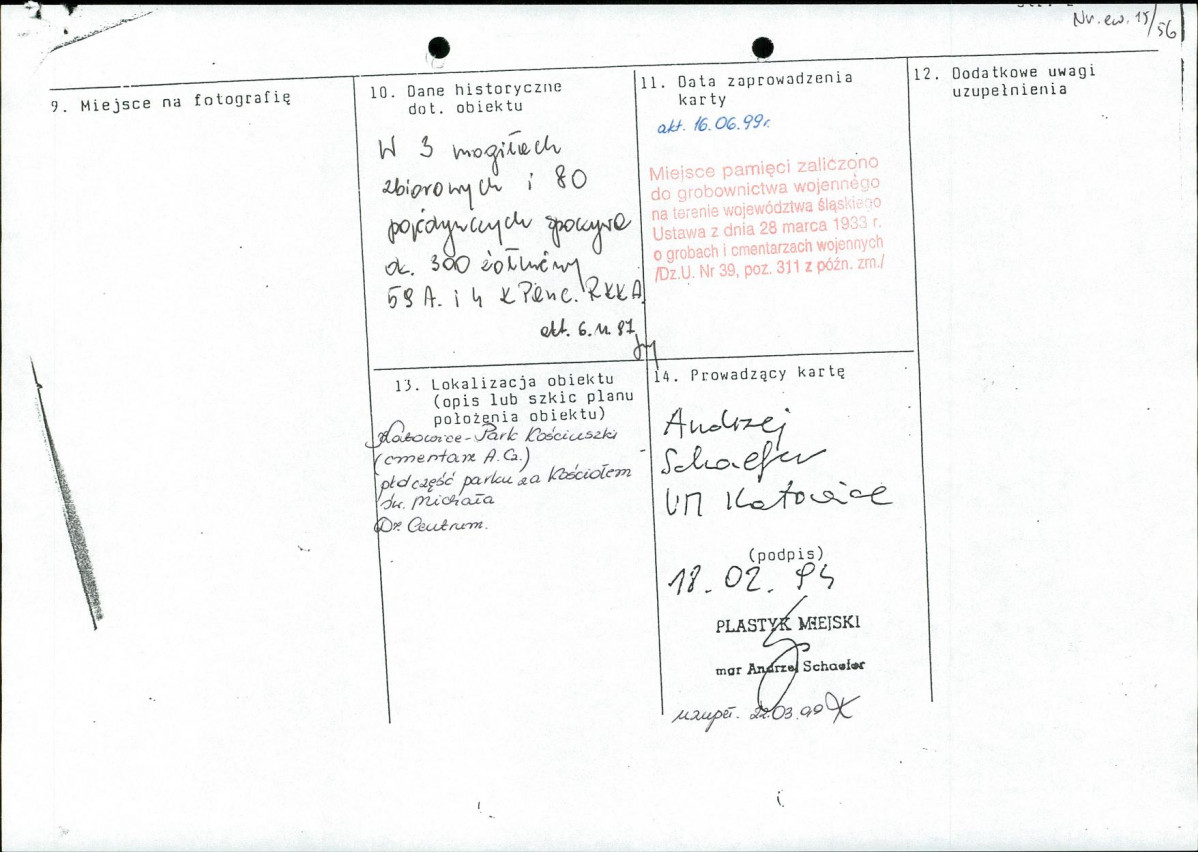 Nr. ew. 15/56
9. Miejsce na fotografię
10. Dane historyczne
dot. obiektu
W 3 mogiłach
zbiorowych i 80
pojedynczych spoczywa
ok. 300 żołnierzy
59 A. i 4 K Panc. RKKA.
akt. 6.11.97
11. Data zaprowadzenia
karty
akt. 16.06.99r.
Miejsce pamięci zaliczono
do grobownictwa wojennego
na terenie województwa śląskiego
Ustawa z dnia 28 marca 1933 r.
o grobach i cmentarzach wojennych
/Dz.U. Nr 39, poz. 311 z późn. zm./
12. Dodatkowe uwagi
uzupełnienia
13. Lokalizacja obiektu
(opis lub szkic planu
położenia obiektu)
Katowice - Park Kościuszki
(cmentarz A.Cz.)
płd część parku za Kościołem
św. Michała
Dz. Centrum.
14. Prowadzący kartę
Andrzej
Schaefer
UM Katowice
(podpis)
18. 02. 94
PLASTYK MIEJSKI
mgr Andrzej Schaefer
uzupeł. 22.03.99